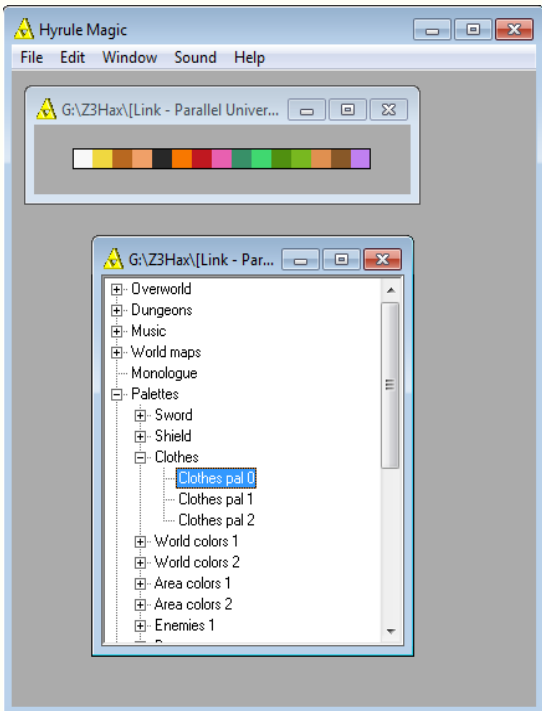 Hyrule Magic
File Edit Window Sound Help
G:\Z3Hax\[Link - Parallel Univer...
G:\Z3Hax\[Link - Par...
Overworld
Dungeons
Music
World maps
Monologue
Palettes
Sword
Shield
Clothes
Clothes pal 0
Clothes pal 1
Clothes pal 2
World colors 1
World colors 2
Area colors 1
Area colors 2
Enemies 1